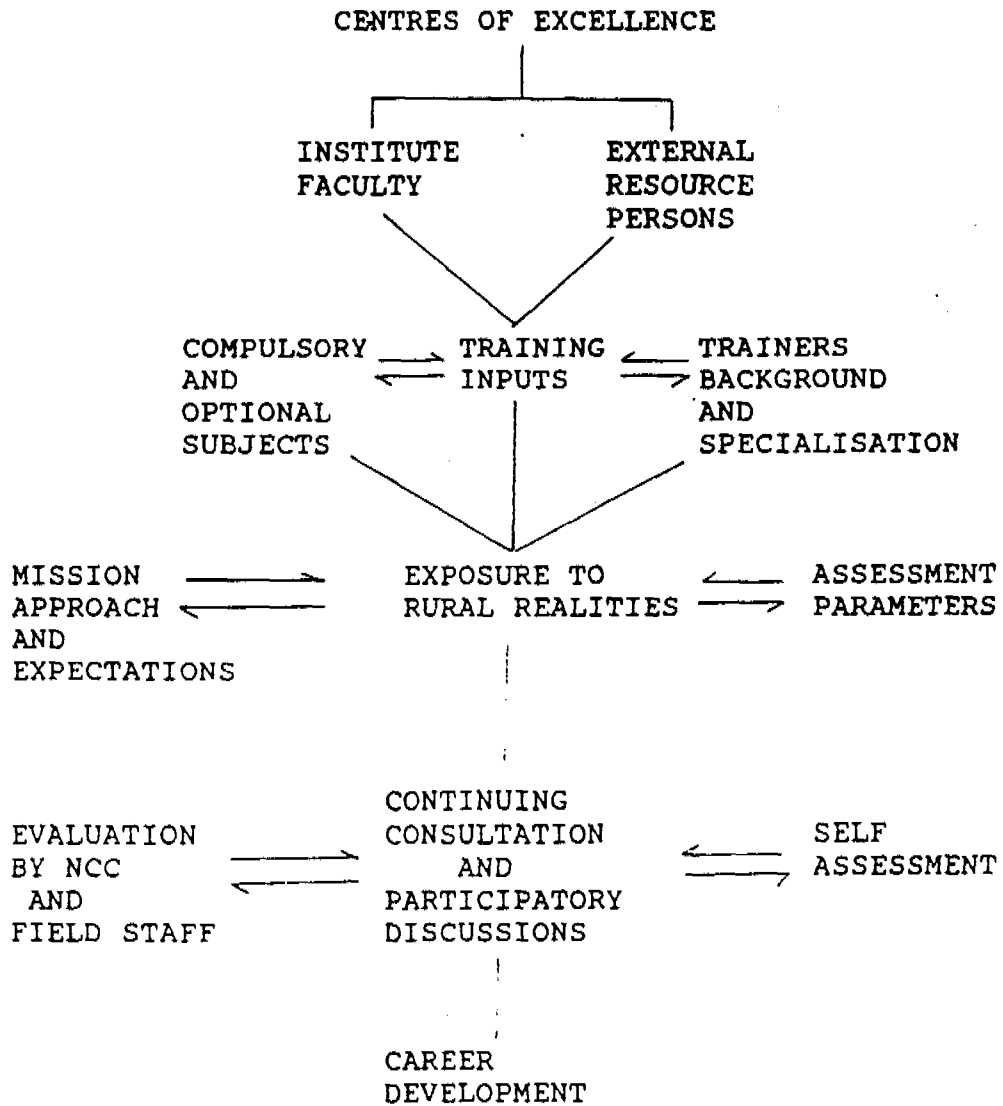 CENTRES OF EXCELLENCE
INSTITUTE
FACULTY
EXTERNAL
RESOURCE
PERSONS
COMPULSORY
AND
OPTIONAL
SUBJECTS
TRAINING
INPUTS
TRAINERS
BACKGROUND
AND
SPECIALISATION
MISSION
APPROACH
AND
EXPECTATIONS
EXPOSURE TO
RURAL REALITIES
ASSESSMENT
PARAMETERS
EVALUATION
BY NCC
AND
FIELD STAFF
CONTINUING
CONSULTATION
AND
PARTICIPATORY
DISCUSSIONS
SELF
ASSESSMENT
CAREER
DEVELOPMENT